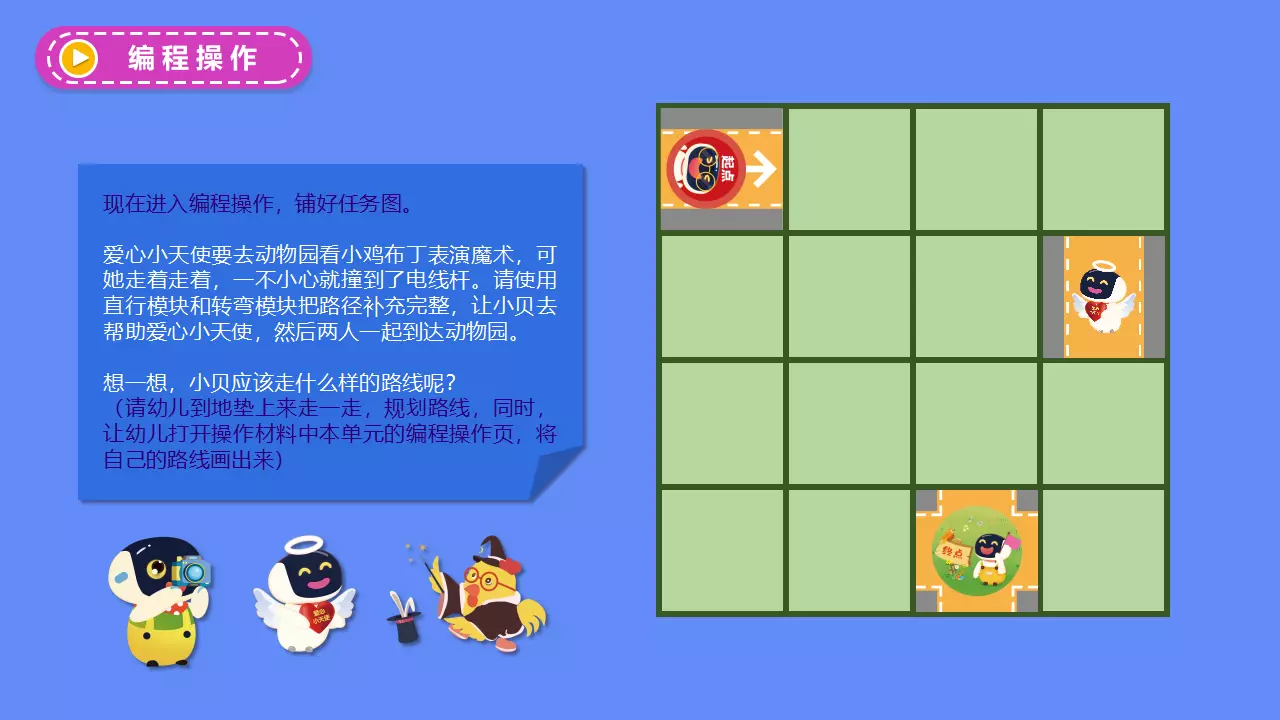 编程操作
现在进入编程操作，铺好任务图。
爱心小天使要去动物园看小鸡布丁表演魔术，可
她走着走着，一不小心就撞到了电线杆。请使用
直行模块和转弯模块把路径补充完整，让小贝去
帮助爱心小天使，然后两人一起到达动物园。
想一想，小贝应该走什么样的路线呢？
（请幼儿到地垫上来走一走，规划路线，同时，
让幼儿打开操作材料中本单元的编程操作页，将
自己的路线画出来）
起点
终点
爱心
小天使